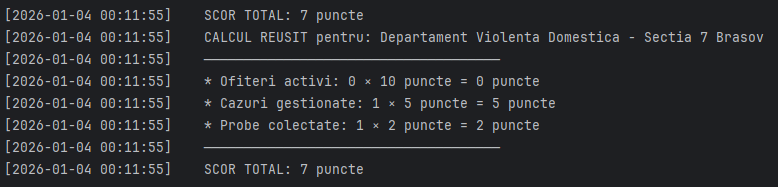 [2026-01-04 00:11:55] SCOR TOTAL: 7 puncte
[2026-01-04 00:11:55] CALCUL REUSIT pentru: Departament Violenta Domestica - Sectia 7 Brasov
[2026-01-04 00:11:55] ─────────────────────────────────────
[2026-01-04 00:11:55] * Ofiteri activi: 0 × 10 puncte = 0 puncte
[2026-01-04 00:11:55] * Cazuri gestionate: 1 × 5 puncte = 5 puncte
[2026-01-04 00:11:55] * Probe colectate: 1 × 2 puncte = 2 puncte
[2026-01-04 00:11:55] ─────────────────────────────────────
[2026-01-04 00:11:55] SCOR TOTAL: 7 puncte